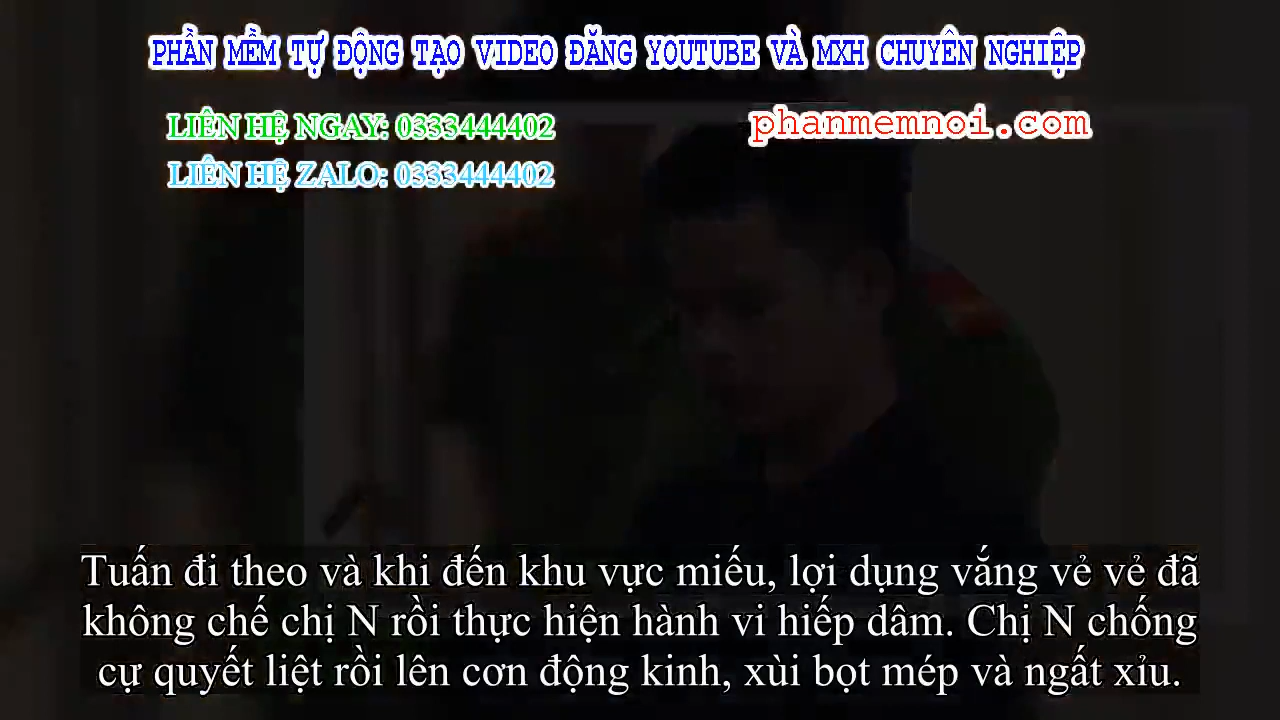 PHẦN MỀM TỰ ĐỘNG TẠO VIDEO ĐĂNG YOUTUBE VÀ MXH CHUYÊN NGHIỆP
LIÊN HỆ NGAY: 0333444402
phanmemnoi.com
LIÊN HỆ ZALO: 0333444402
Tuấn đi theo và khi đến khu vực miếu, lợi dụng vắng vẻ vẻ đã
không chế chị N rồi thực hiện hành vi hiếp dâm. Chị N chống
cự quyết liệt rồi lên cơn động kinh, xùi bọt mép và ngất xỉu.